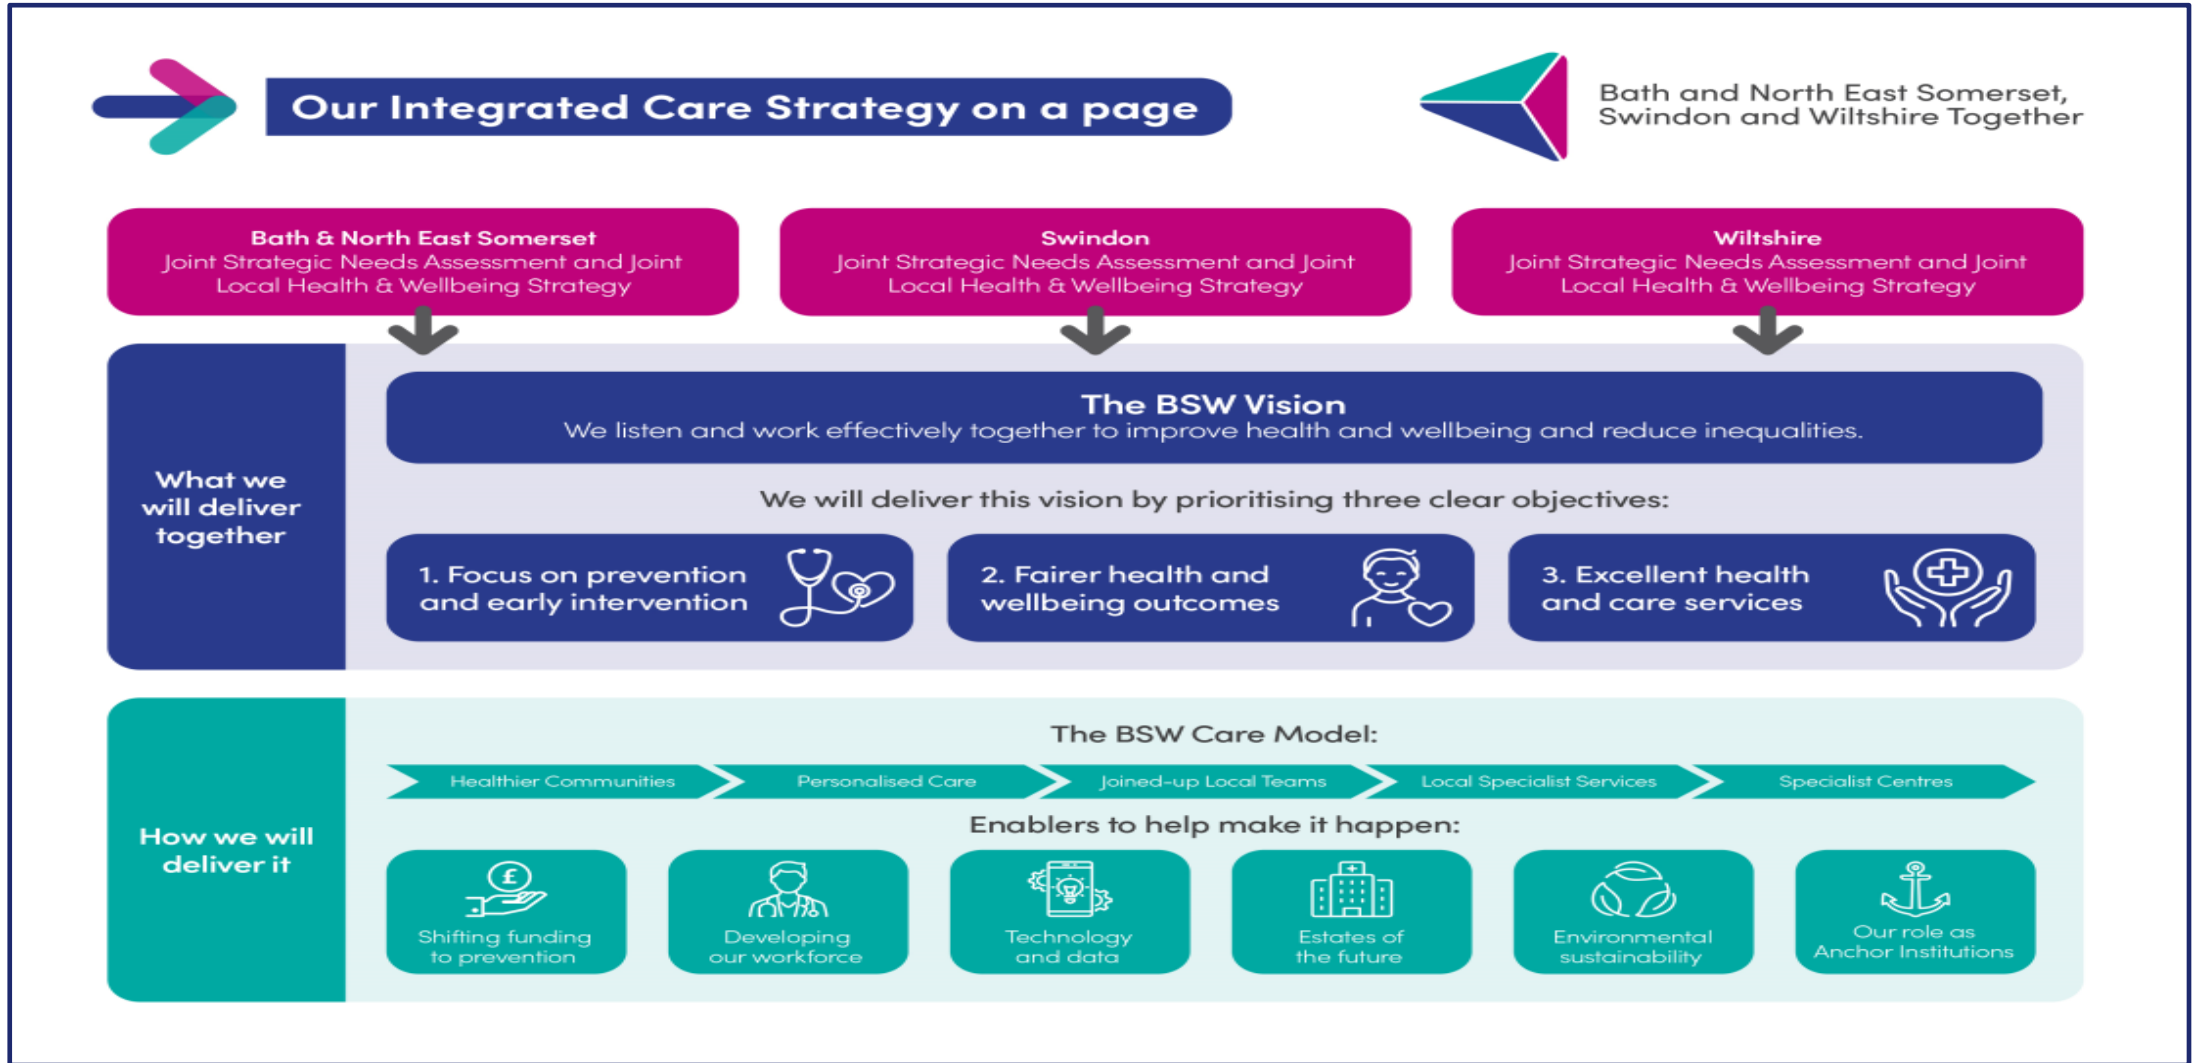 Our Integrated Care Strategy on a page
Bath and North East Somerset,
Swindon and Wiltshire Together
Bath & North East Somerset
Joint Strategic Needs Assessment and Joint
Local Health & Wellbeing Strategy
Swindon
Joint Strategic Needs Assessment and Joint
Local Health & Wellbeing Strategy
Wiltshire
Joint Strategic Needs Assessment and Joint
Local Health & Wellbeing Strategy
What we
will deliver
together
The BSW Vision
We listen and work effectively together to improve health and wellbeing and reduce inequalities.
We will deliver this vision by prioritising three clear objectives:
1. Focus on prevention
and early intervention
2. Fairer health and
wellbeing outcomes
3. Excellent health
and care services
How we will
deliver it
The BSW Care Model:
Healthier Communities
Personalised Care
Joined-up Local Teams
Local Specialist Services
Specialist Centres
Enablers to help make it happen:
£
Shifting funding
to prevention
Developing
our workforce
Technology
and data
Estates of
the future
Environmental
sustainability
Our role as
Anchor Institutions